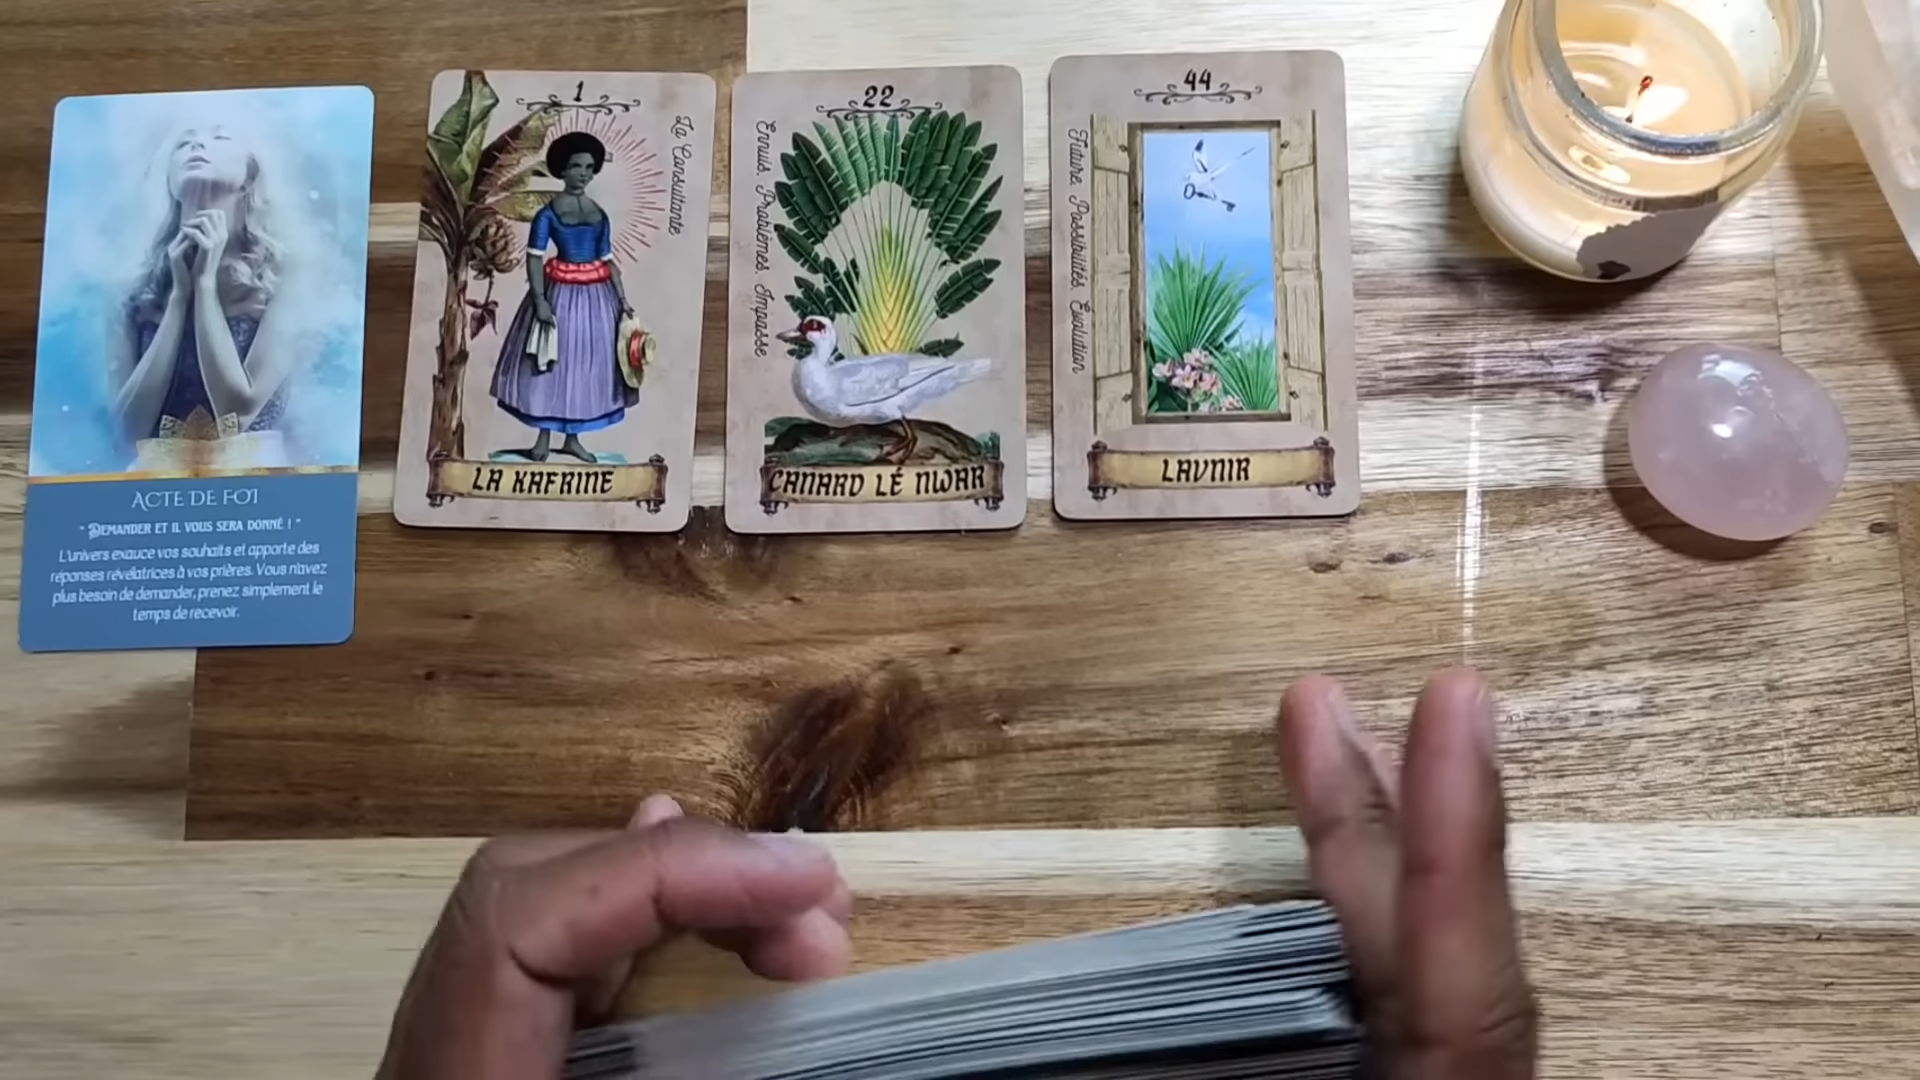 ACTE DE FOI
" DEMANDER ET IL VOUS SERA DONNÉ ! "
L'univers exauce vos souhaits et apporte des
réponses révélatrices à vos prières. Vous n'avez
plus besoin de demander, prenez simplement le
temps de recevoir.
1
La Consultante
LA KAFRINE
22
Ennuis, Problèmes, Impasse
CANARD LÉ NWAR
44
Future, Possibilités, Évolution
LAVNIR